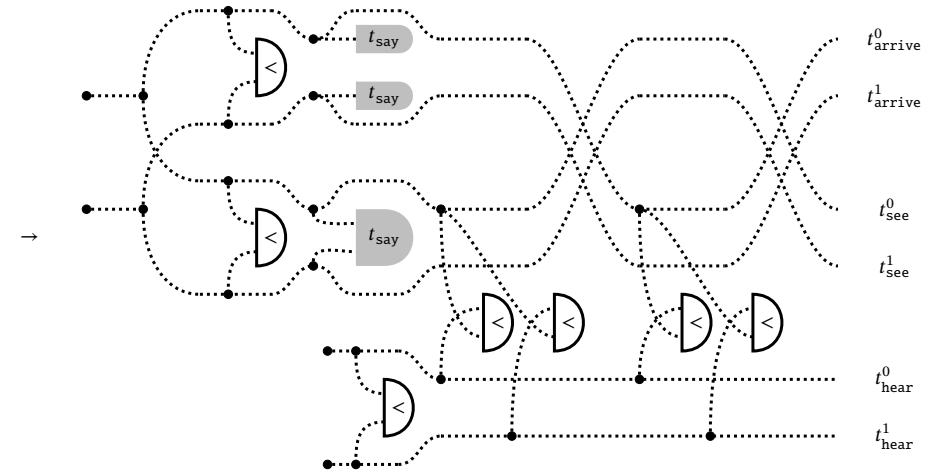 t_say
<
t_say
t^0_arrive
t^1_arrive
→
<
t_say
t^0_see
t^1_see
< < < <
<
t^0_hear
t^1_hear